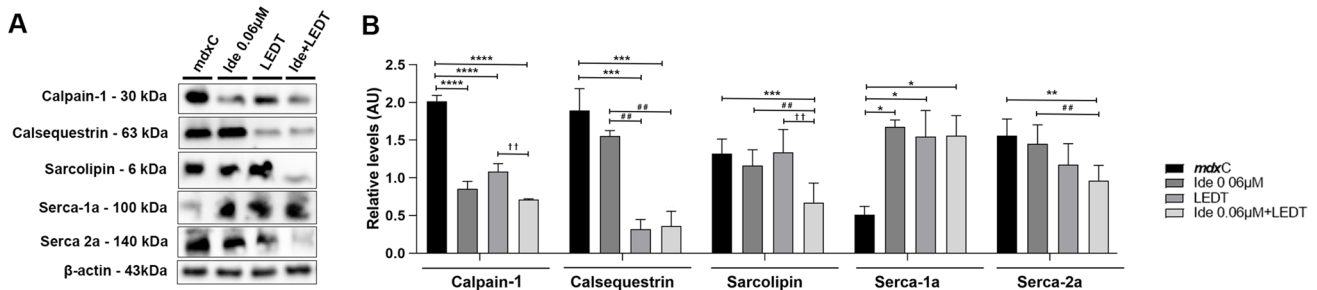 A
mdxC
Ide 0.06μM
LEDT
Ide+LEDT
Calpain-1 - 30 kDa
Calsequestrin - 63 kDa
Sarcolipin - 6 kDa
Serca-1a - 100 kDa
Serca 2a - 140 kDa
β-actin - 43kDa
B
Relative levels (AU)
2.5
2.0
1.5
1.0
0.5
0.0
****
****
****
††
***
***
##
##
***
##
††
*
*
*
**
##
Calpain-1
Calsequestrin
Sarcolipin
Serca-1a
Serca-2a
mdxC
Ide 0 06μM
LEDT
Ide 0.06μM+LEDT